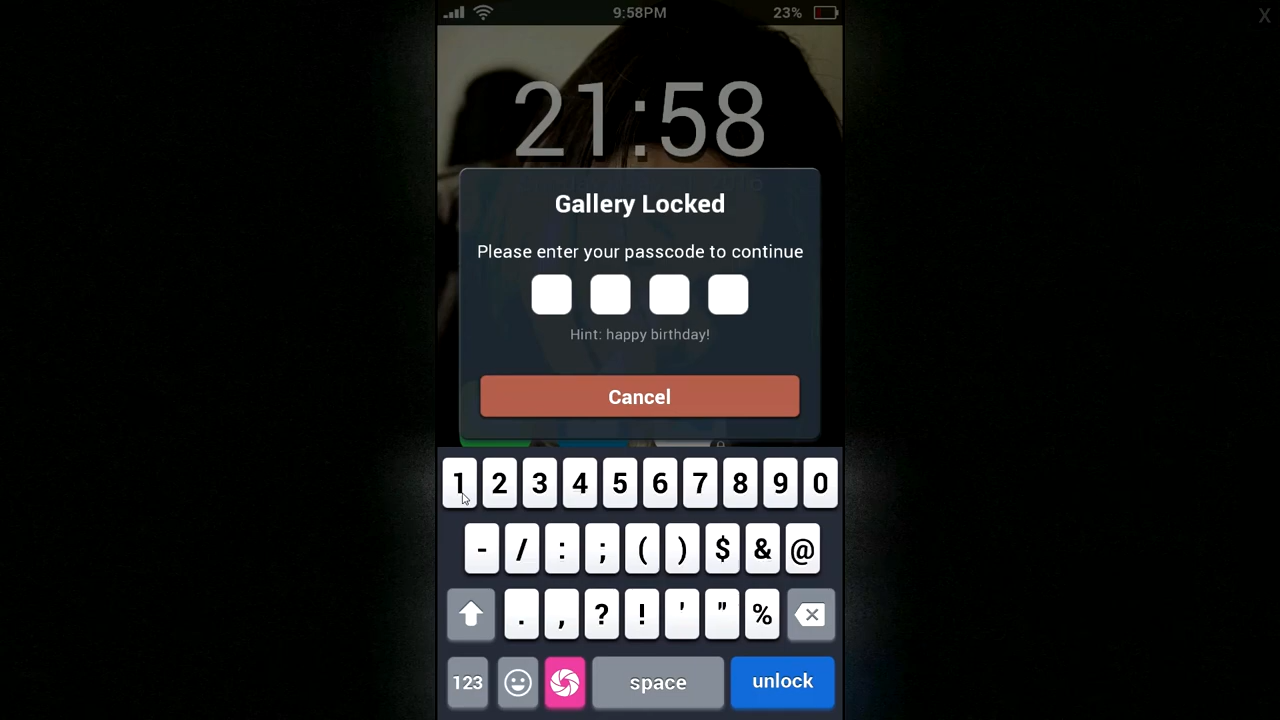 9:58PM
23%
X
21:58
Gallery Locked
Please enter your passcode to continue
Hint: happy birthday!
Cancel
1 2 3 4 5 6 7 8 9 0
- / : ; ( ) $ & @
. , ? ! ' " %
123 space unlock